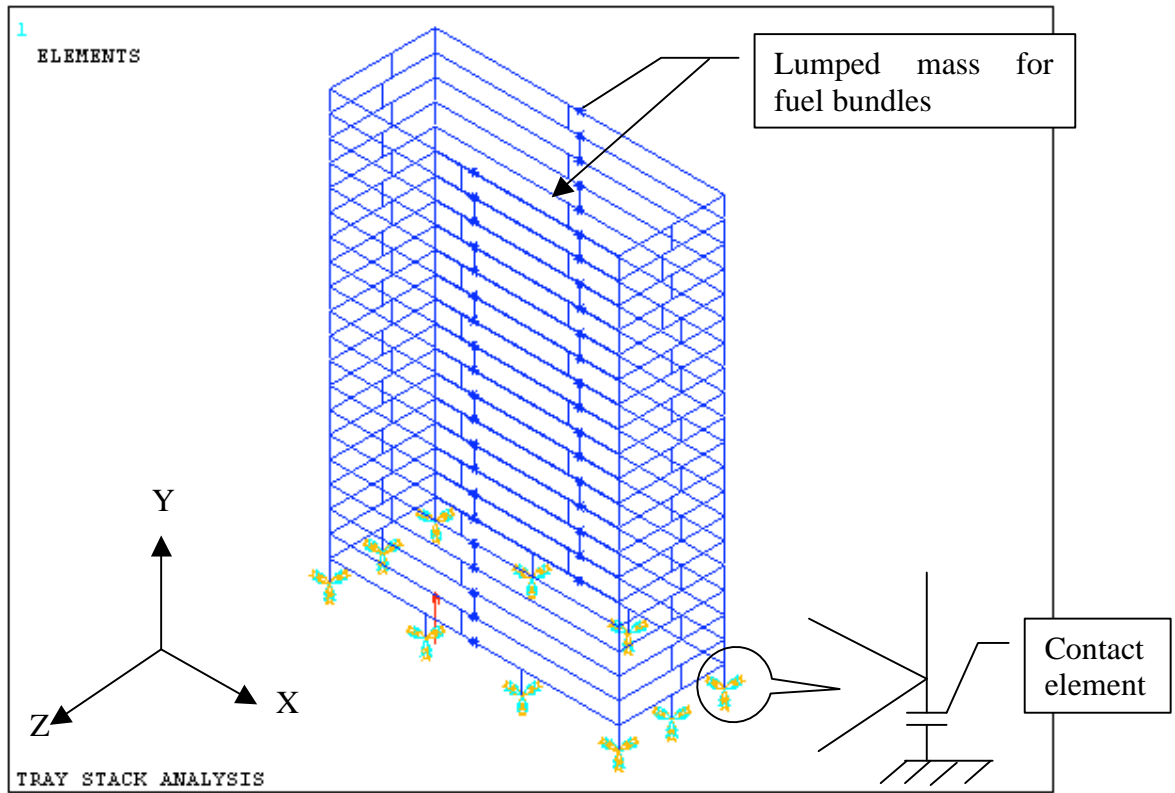 1
ELEMENTS
Lumped mass for
fuel bundles
Y
X
Z
Contact
element
TRAY STACK ANALYSIS